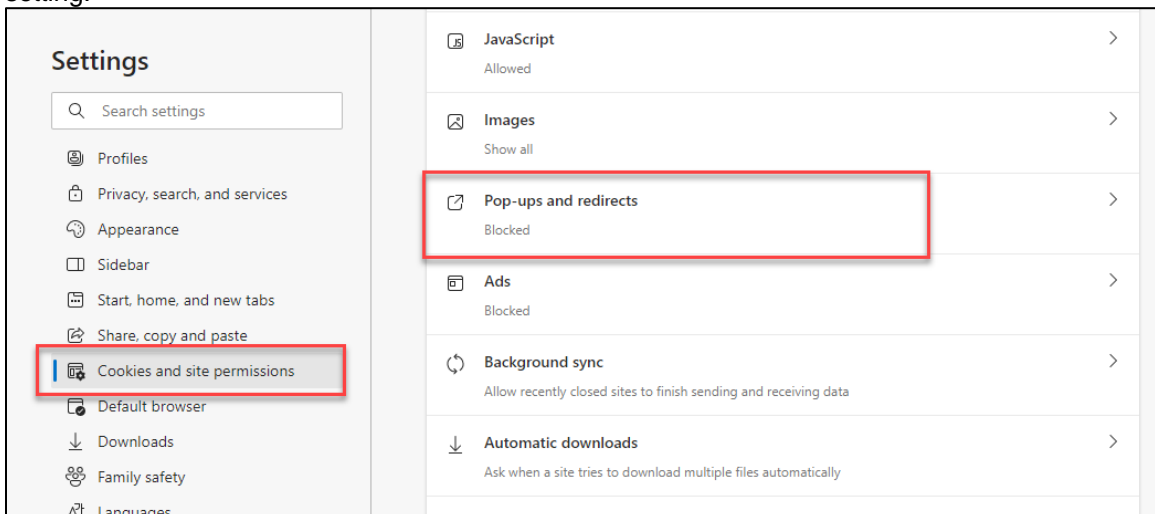 setting.
Settings
Search settings
Profiles
Privacy, search, and services
Appearance
Sidebar
Start, home, and new tabs
Share, copy and paste
Cookies and site permissions
Default browser
Downloads
Family safety
Languages
JavaScript
Allowed
Images
Show all
Pop-ups and redirects
Blocked
Ads
Blocked
Background sync
Allow recently closed sites to finish sending and receiving data
Automatic downloads
Ask when a site tries to download multiple files automatically